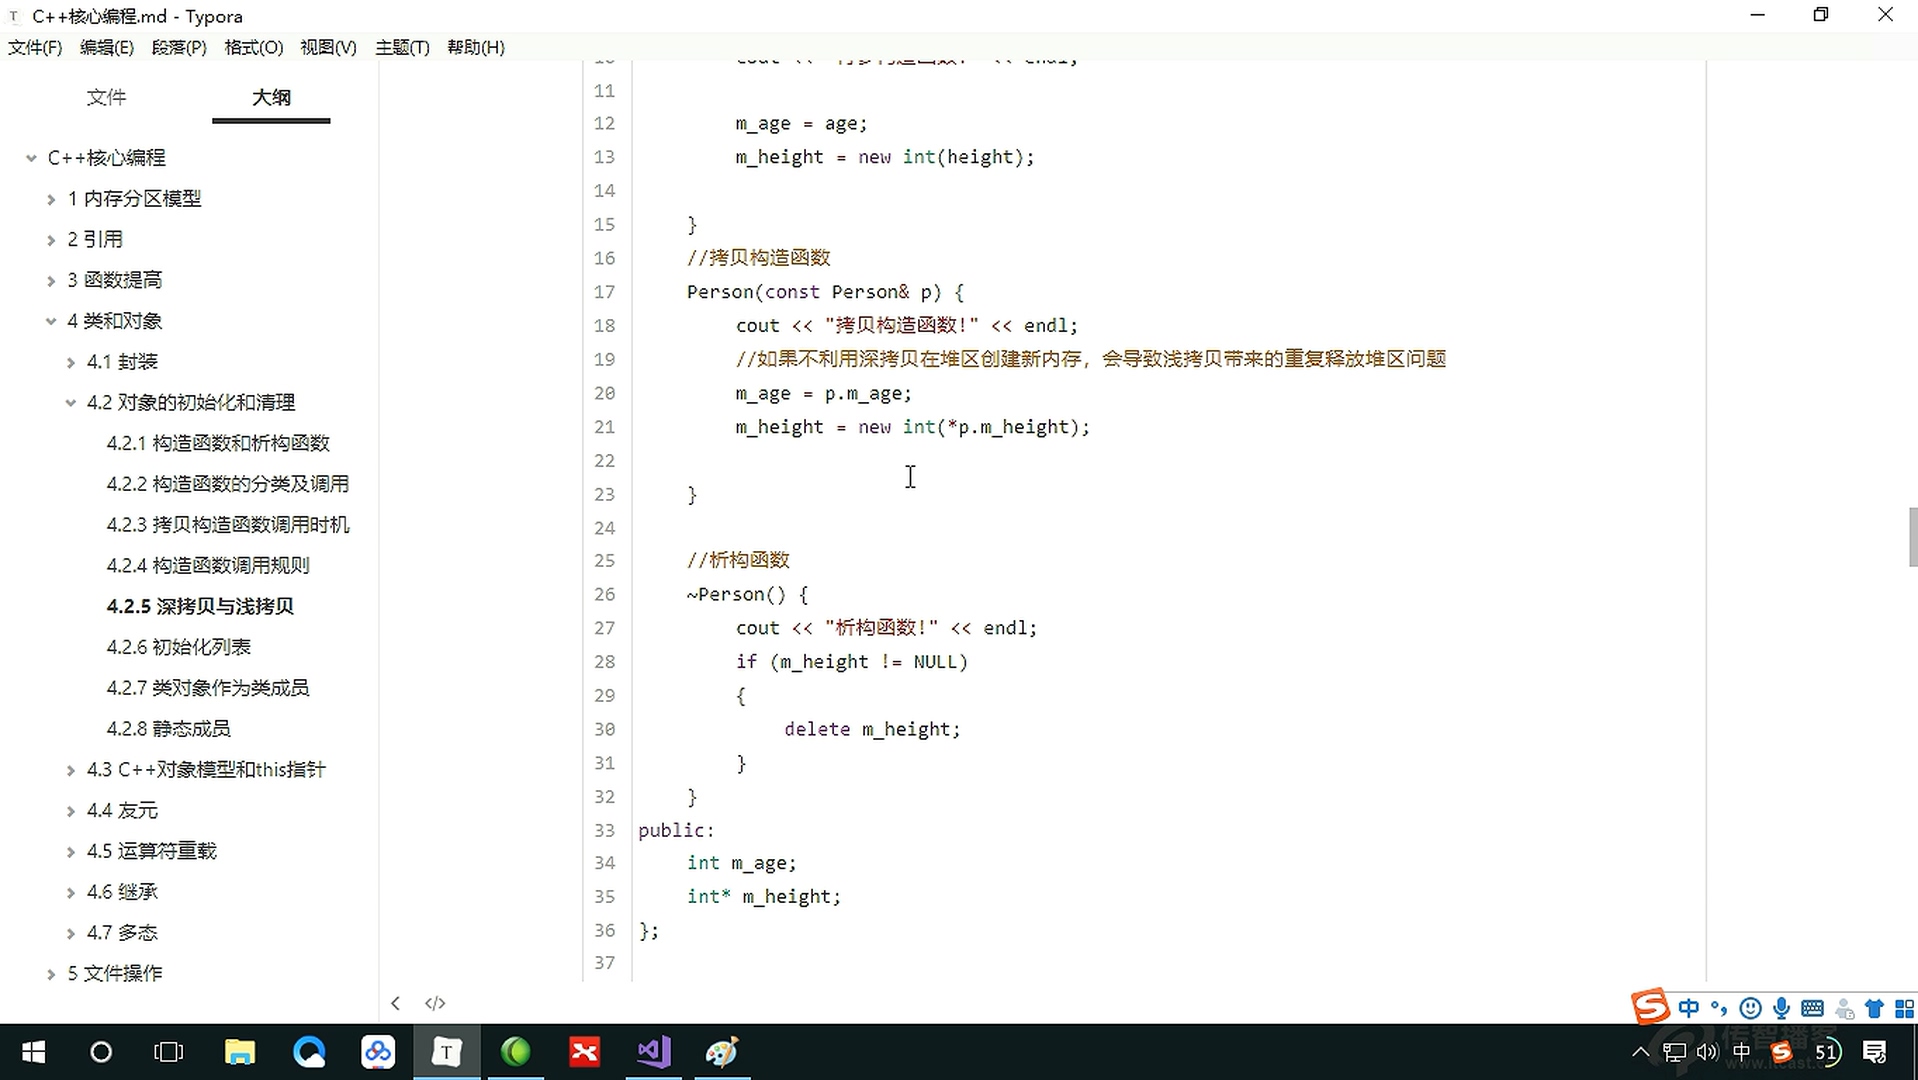 C++核心编程.md - Typora
文件(F) 编辑(E) 段落(P) 格式(O) 视图(V) 主题(T) 帮助(H)
文件 大纲
C++核心编程
1 内存分区模型
2 引用
3 函数提高
4 类和对象
4.1 封装
4.2 对象的初始化和清理
4.2.1 构造函数和析构函数
4.2.2 构造函数的分类及调用
4.2.3 拷贝构造函数调用时机
4.2.4 构造函数调用规则
4.2.5 深拷贝与浅拷贝
4.2.6 初始化列表
4.2.7 类对象作为类成员
4.2.8 静态成员
4.3 C++对象模型和this指针
4.4 友元
4.5 运算符重载
4.6 继承
4.7 多态
5 文件操作
11
12 m_age = age;
13 m_height = new int(height);
14
15 }
16 //拷贝构造函数
17 Person(const Person& p) {
18 cout << "拷贝构造函数!" << endl;
19 //如果不利用深拷贝在堆区创建新内存，会导致浅拷贝带来的重复释放堆区问题
20 m_age = p.m_age;
21 m_height = new int(*p.m_height);
22
23 }
24
25 //析构函数
26 ~Person() {
27 cout << "析构函数!" << endl;
28 if (m_height != NULL)
29 {
30 delete m_height;
31 }
32 }
33 public:
34 int m_age;
35 int* m_height;
36 };
37
</>
中
中 51
传智播客
www.itcast.cn